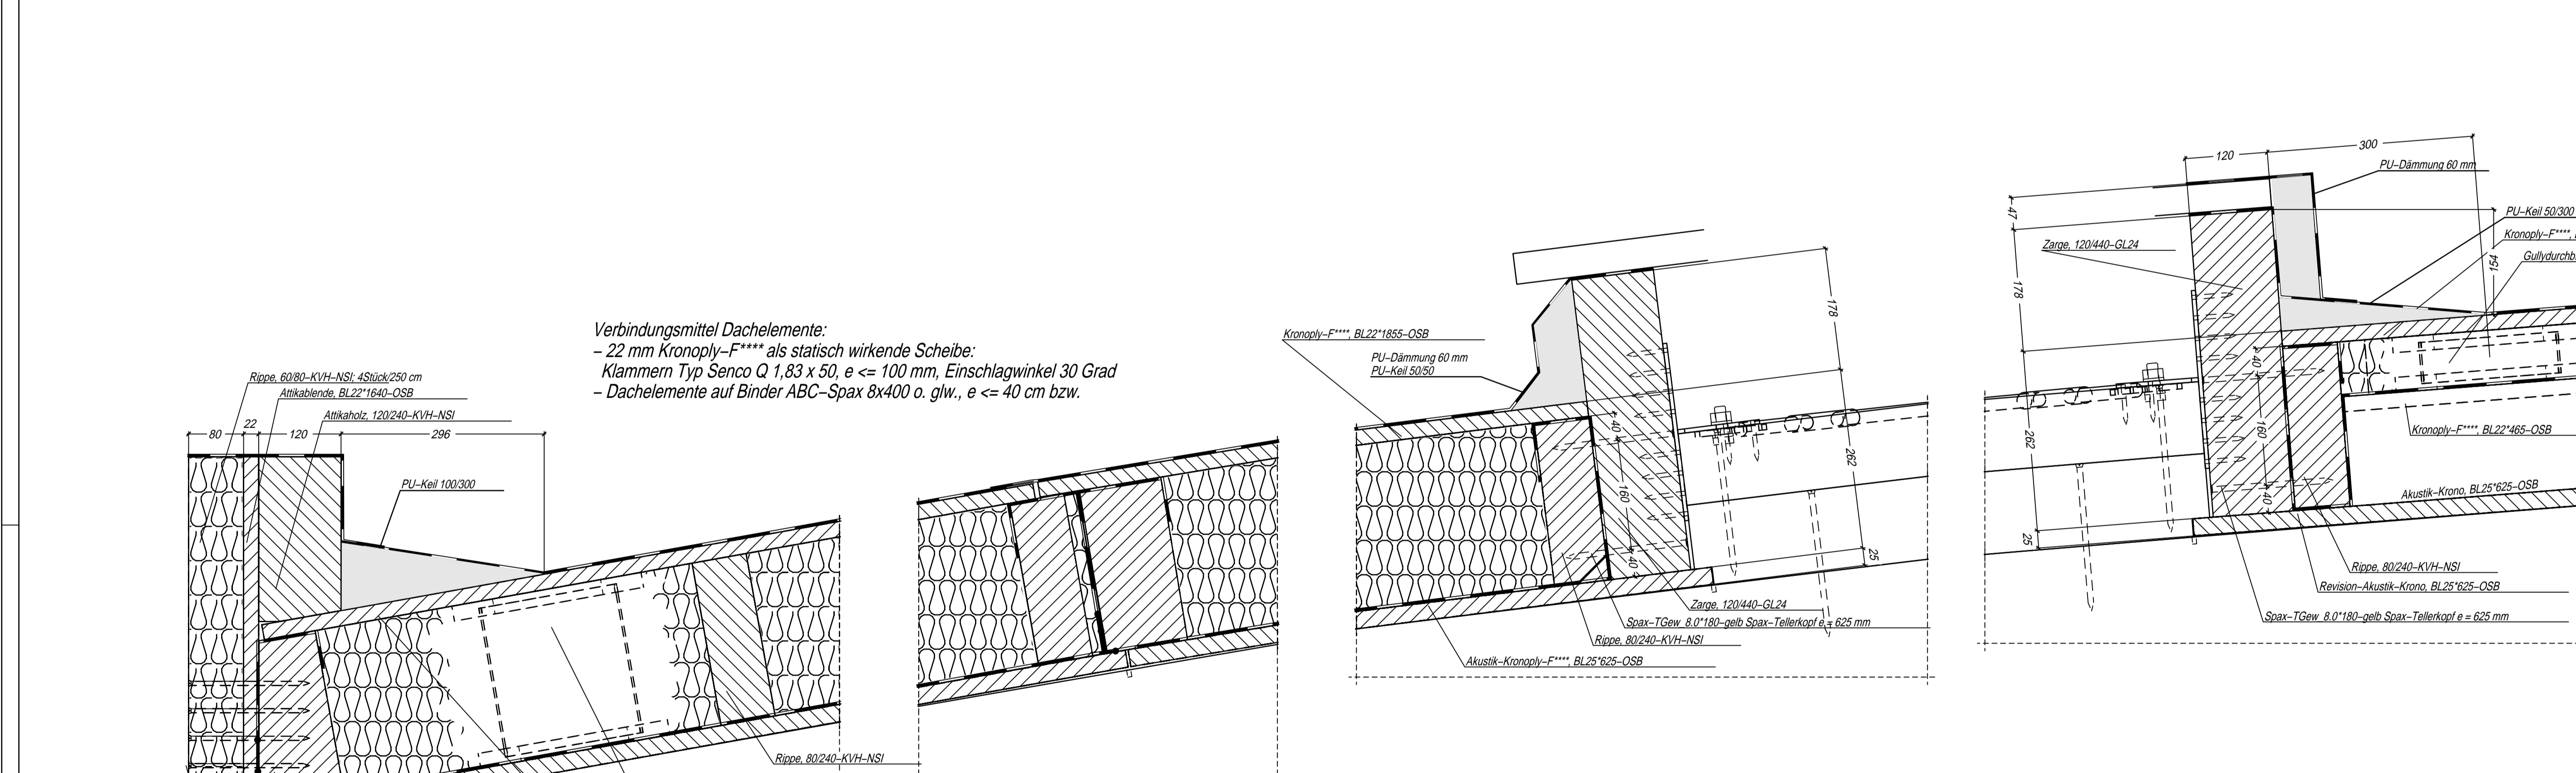 Verbindungsmittel Dachelemente:
– 22 mm Kronoply–F**** als statisch wirkende Scheibe:
Klammern Typ Senco Q 1,83 x 50, e <= 100 mm, Einschlagwinkel 30 Grad
– Dachelemente auf Binder ABC–Spax 8x400 o. glw., e <= 40 cm bzw.
Rippe, 60/80–KVH–NSI; 4Stück/250 cm
Attikablende, BL22*1640–OSB
Attikaholz, 120/240–KVH–NSI
80
22
120
296
PU–Keil 100/300
Rippe, 80/240–KVH–NSI
Kronoply–F****, BL22*1855–OSB
PU–Dämmung 60 mm
PU–Keil 50/50
178
262
25
40
160
40
Zarge, 120/440–GL24
Spax–TGew 8.0*180–gelb Spax–Tellerkopf e = 625 mm
Rippe, 80/240–KVH–NSI
Akustik–Kronoply–F****, BL25*625–OSB
120
300
PU–Dämmung 60 mm
47
178
262
25
Zarge, 120/440–GL24
PU–Keil 50/300
Kronoply–F****,
154
40
160
40
Kronoply–F****, BL22*465–OSB
Akustik–Krono, BL25*625–OSB
Rippe, 80/240–KVH–NSI
Revision–Akustik–Krono, BL25*625–OSB
Spax–TGew 8.0*180–gelb Spax–Tellerkopf e = 625 mm